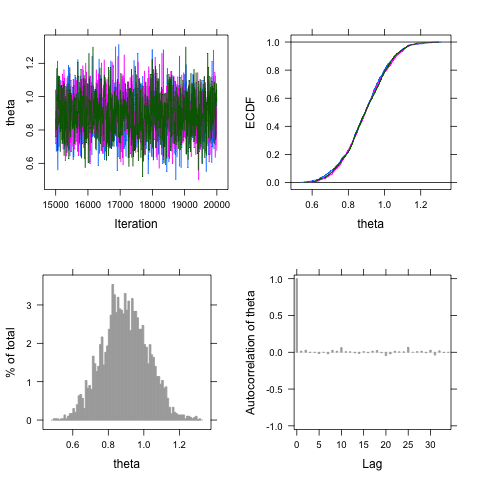 theta
0.6
0.8
1.0
1.2
15000 16000 17000 18000 19000 20000
Iteration
ECDF
0.0
0.2
0.4
0.6
0.8
1.0
0.6 0.8 1.0 1.2
theta
% of total
0
1
2
3
0.6 0.8 1.0 1.2
theta
Autocorrelation of theta
-1.0
-0.5
0.0
0.5
1.0
0 5 10 15 20 25 30
Lag